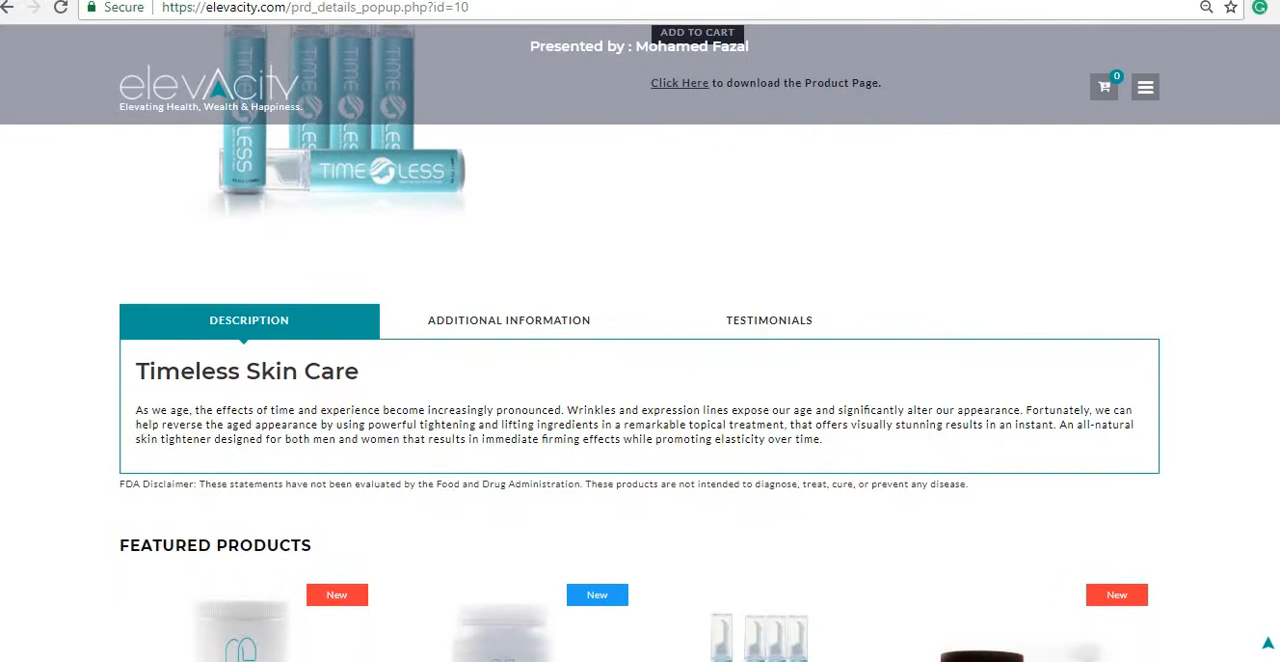 Secure
https://elevacity.com/prd_details_popup.php?id=10
ADD TO CART
Presented by : Mohamed Fazal
elevAcity
Elevating Health, Wealth & Happiness.
Click Here to download the Product Page.
0
TIMELESS
DESCRIPTION
ADDITIONAL INFORMATION
TESTIMONIALS
Timeless Skin Care
As we age, the effects of time and experience become increasingly pronounced. Wrinkles and expression lines expose our age and significantly alter our appearance. Fortunately, we can
help reverse the aged appearance by using powerful tightening and lifting ingredients in a remarkable topical treatment, that offers visually stunning results in an instant. An all-natural
skin tightener designed for both men and women that results in immediate firming effects while promoting elasticity over time.
FDA Disclaimer: These statements have not been evaluated by the Food and Drug Administration. These products are not intended to diagnose, treat, cure, or prevent any disease.
FEATURED PRODUCTS
New
New
New